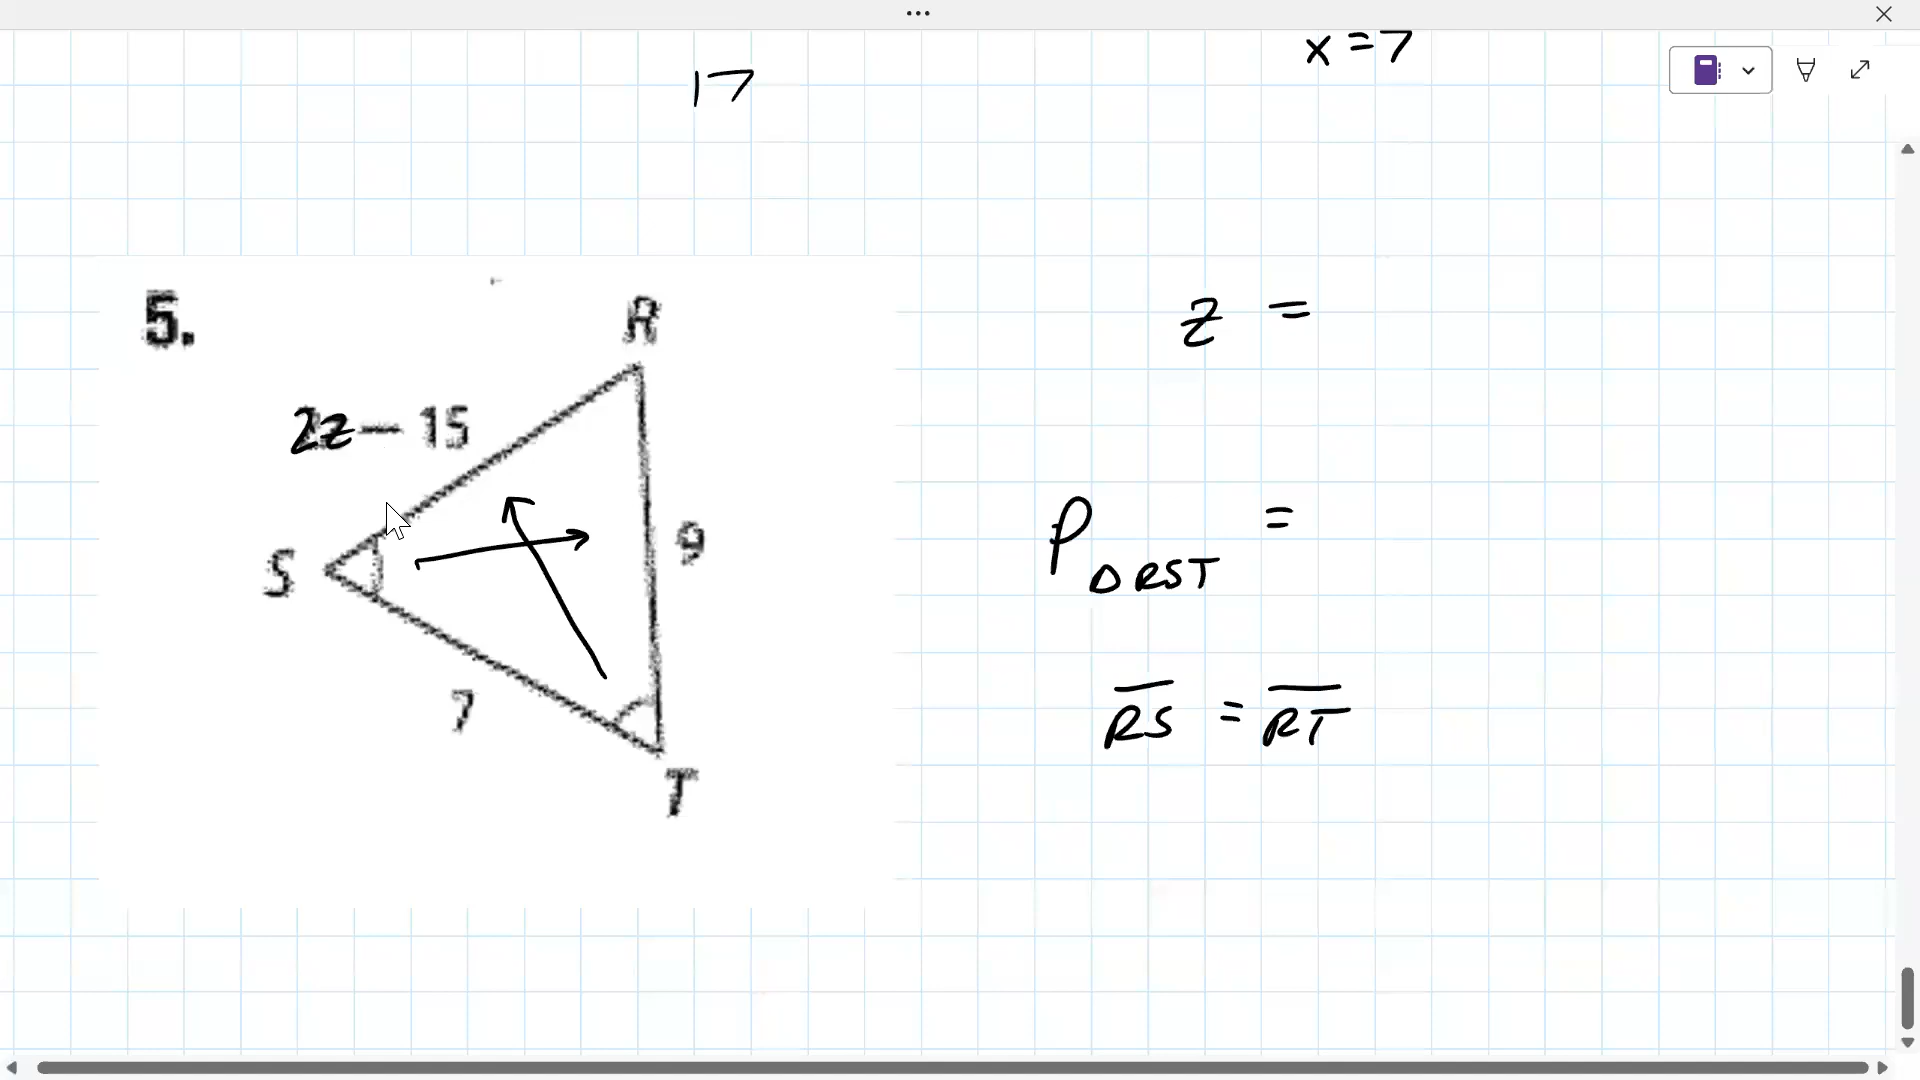 x = 7
17
5.
R
z =
2z - 15
P △RST =
9
S
RS = RT
7
T